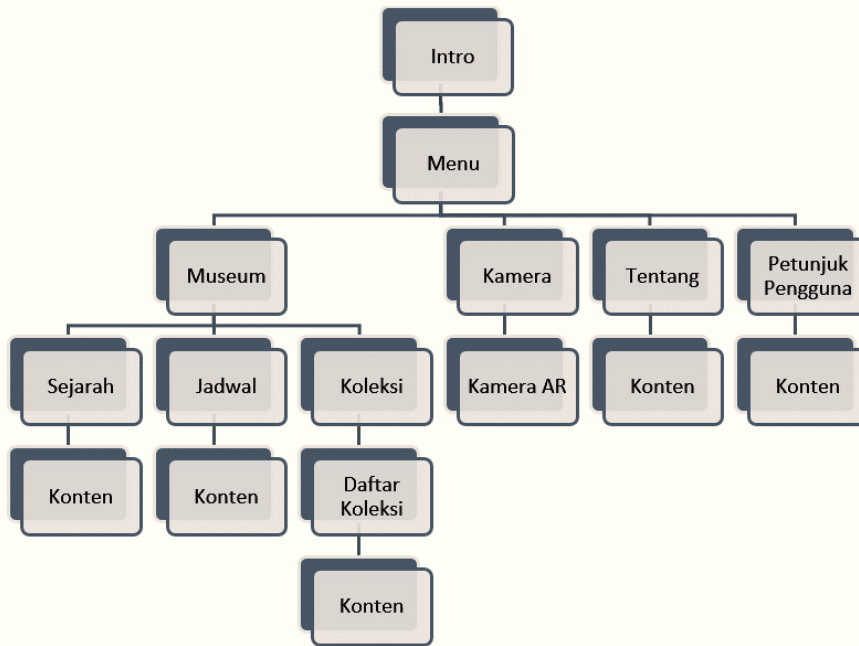 Intro
Menu
Museum
Kamera
Tentang
Petunjuk
Pengguna
Sejarah
Jadwal
Koleksi
Kamera AR
Konten
Konten
Konten
Konten
Daftar
Koleksi
Konten